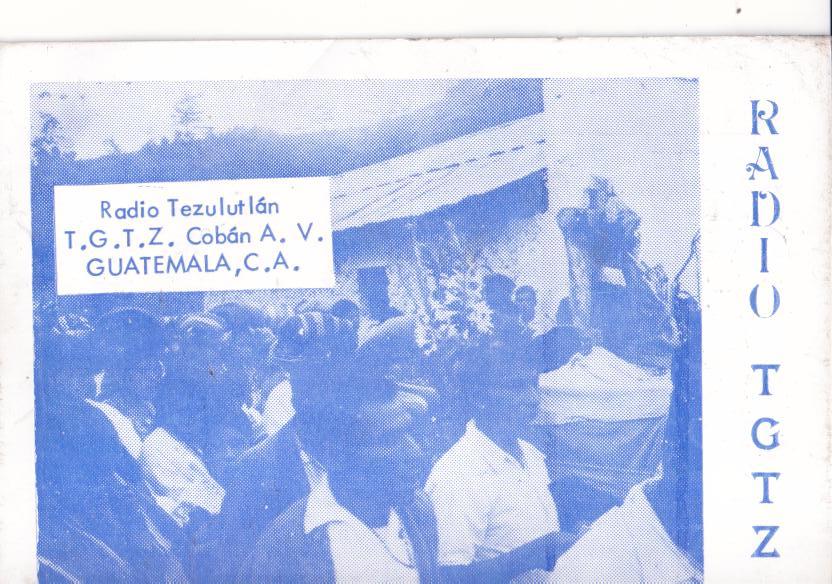 Radio Tezulutlán
T.G.T.Z. Cobán A. V.
GUATEMALA, C.A.
RADIO TGTZ